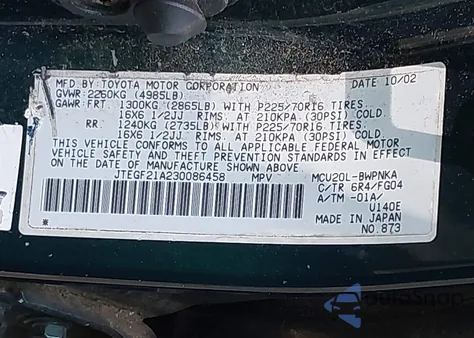 MFD BY TOYOTA MOTOR CORPORATION DATE 10/02
GVWR 2260KG (4985LB)
GAWR FRT. 1300KG (2865LB) WITH P225/70R16 TIRES.
16X6 1/2JJ RIMS. AT 210KPA (30PSI) COLD.
RR. 1240KG (2735LB) WITH P225/70R16 TIRES.
16X6 1/2JJ RIMS. AT 210KPA (30PSI) COLD.
THIS VEHICLE CONFORMS TO ALL APPLICABLE FEDERAL MOTOR
VEHICLE SAFETY AND THEFT PREVENTION STANDARDS IN EFFECT
ON THE DATE OF MANUFACTURE SHOWN ABOVE.
JTEGF21A230086458 MPV MCU20L-BWPNKA
C/TR 6R4/FG04
A/TM -01A/
U140E
MADE IN JAPAN
NO.873
AutoSnap